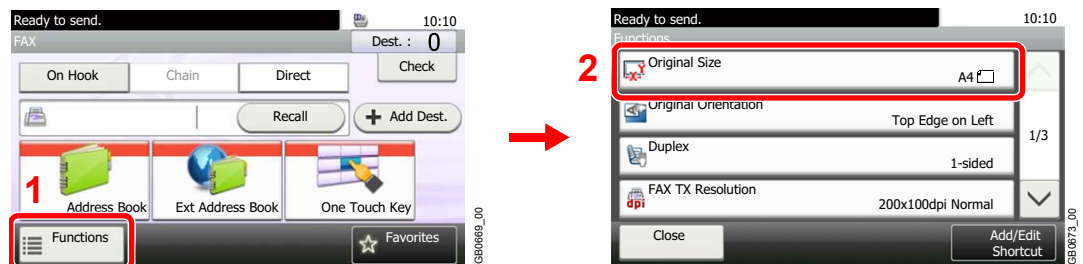 Ready to send.
10:10
FAX
Dest. : 0
On Hook
Chain
Direct
Check
Recall
Add Dest.
1
Address Book
Ext Address Book
One Touch Key
Functions
Favorites
GB0669_00
Ready to send.
10:10
Functions
2
Original Size
A4
Original Orientation
Top Edge on Left
1/3
Duplex
1-sided
FAX TX Resolution
dpi
200x100dpi Normal
Close
Add/Edit
Shortcut
GB0673_00